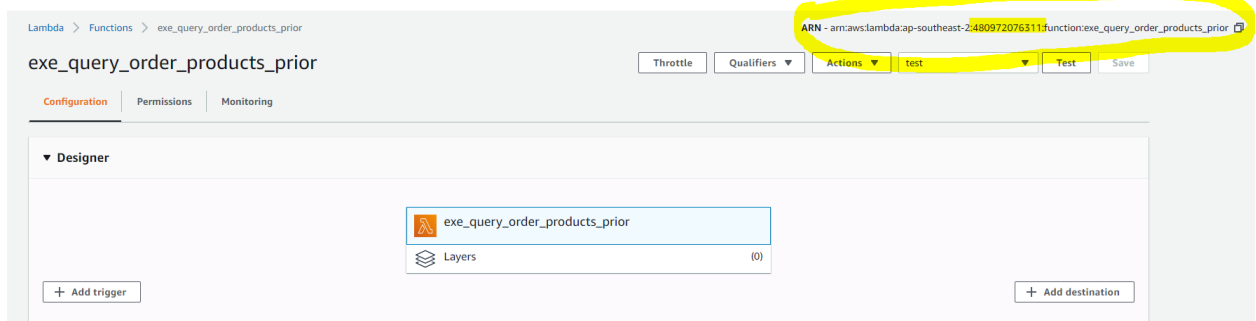 Lambda > Functions > exe_query_order_products_prior
ARN - arn:aws:lambda:ap-southeast-2:480972076311:function:exe_query_order_products_prior
exe_query_order_products_prior
Throttle Qualifiers ▼ Actions ▼ test ▼ Test Save
Configuration Permissions Monitoring
▼ Designer
exe_query_order_products_prior
Layers (0)
+ Add trigger + Add destination